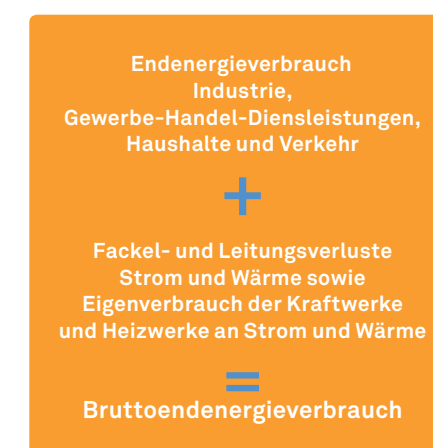 Endenergieverbrauch
Industrie,
Gewerbe-Handel-Diensleistungen,
Haushalte und Verkehr
+
Fackel- und Leitungsverluste
Strom und Wärme sowie
Eigenverbrauch der Kraftwerke
und Heizwerke an Strom und Wärme
=
Bruttoendenergieverbrauch